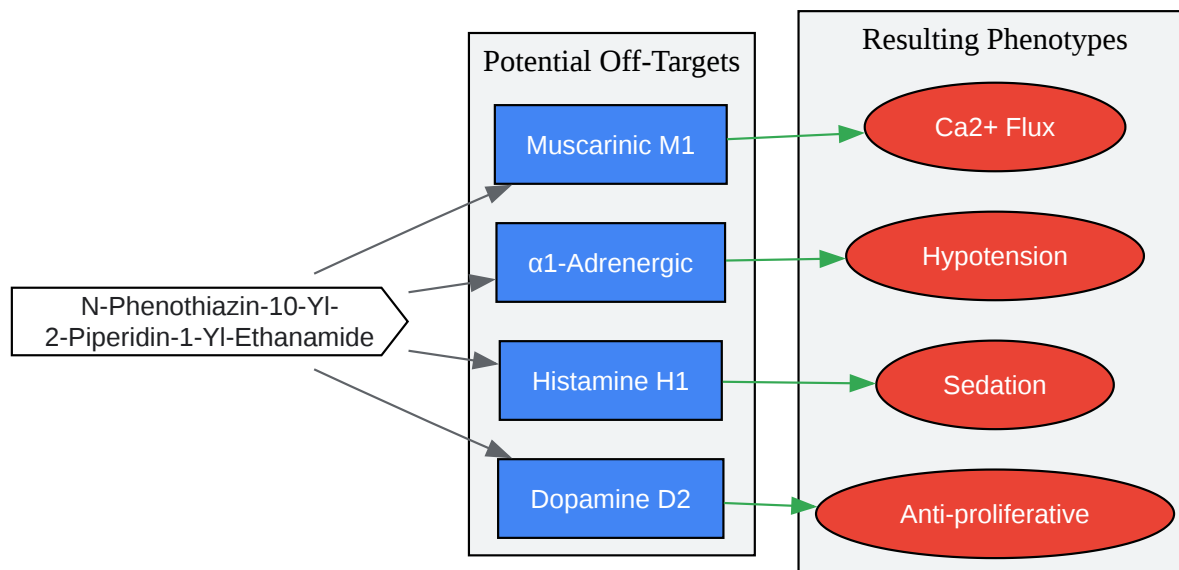 Resulting Phenotypes
Potential Off-Targets
Ca2+ Flux
Muscarinic M1
Hypotension
α1-Adrenergic
N-Phenothiazin-10-Yl-
2-Piperidin-1-Yl-Ethanamide
Histamine H1
Sedation
Dopamine D2
Anti-proliferative